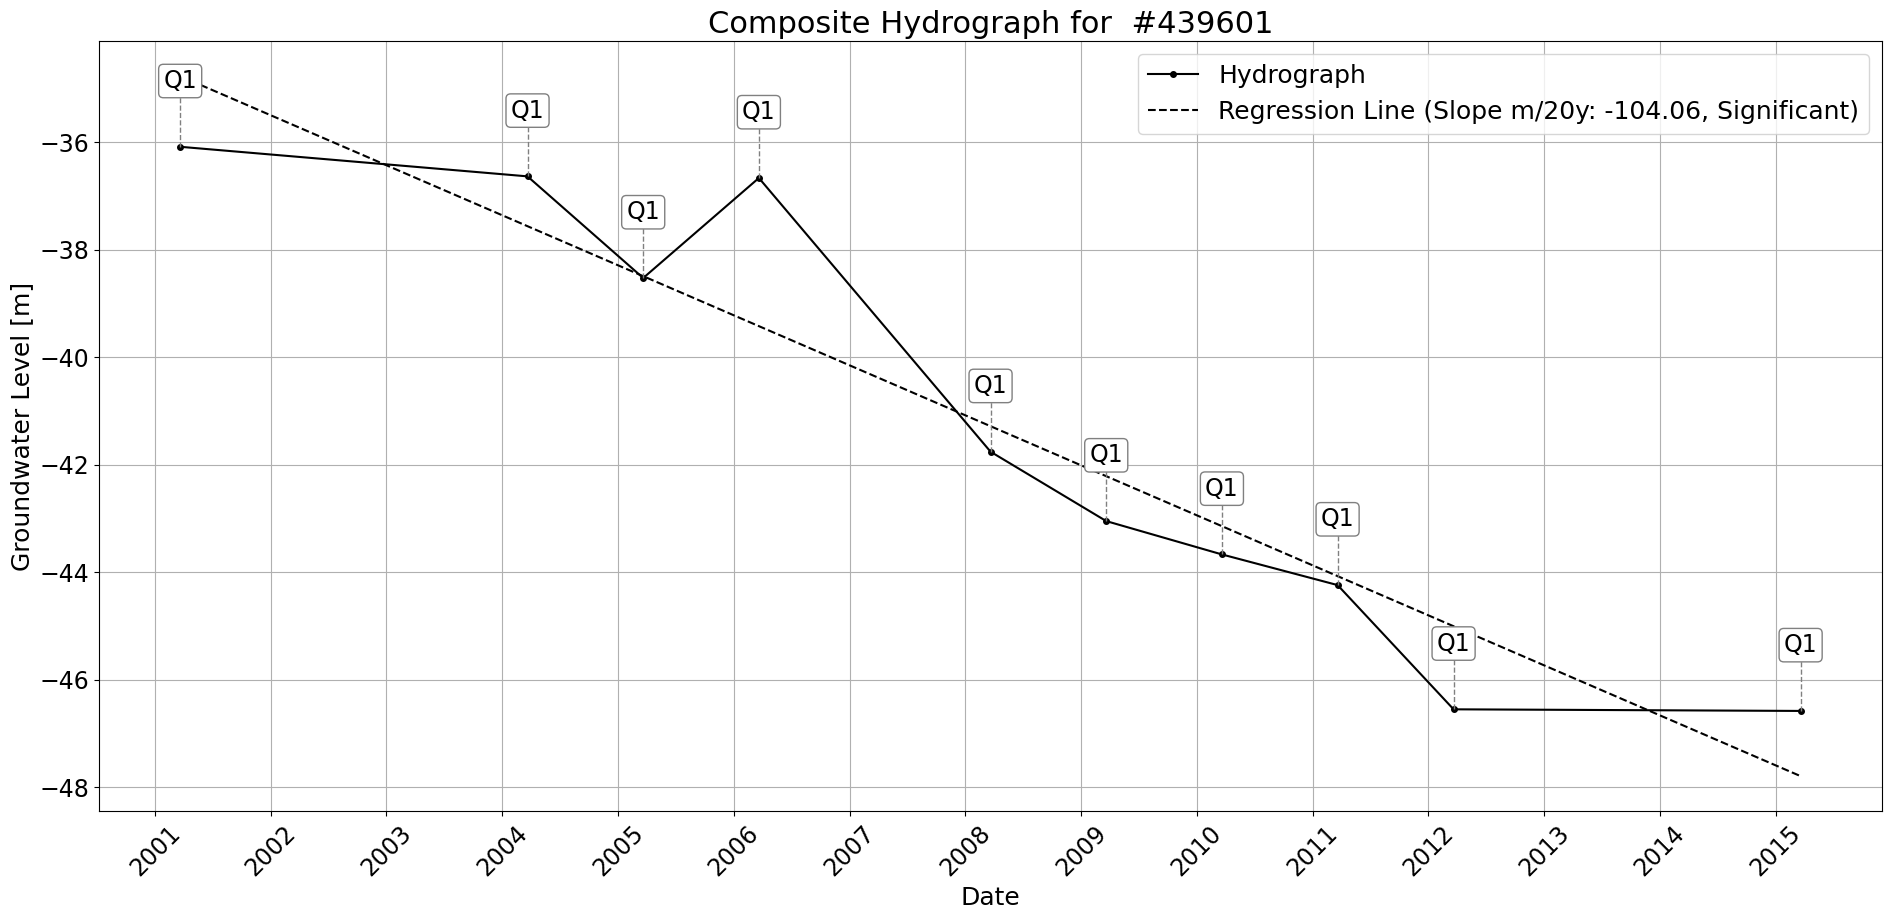 Composite Hydrograph for  #439601
Hydrograph
Regression Line (Slope m/20y: -104.06, Significant)
Q1
Q1
Q1
Q1
Q1
Q1
Q1
Q1
Q1
Q1
Groundwater Level [m]
−36
−38
−40
−42
−44
−46
−48
2001
2002
2003
2004
2005
2006
2007
2008
2009
2010
2011
2012
2013
2014
2015
Date